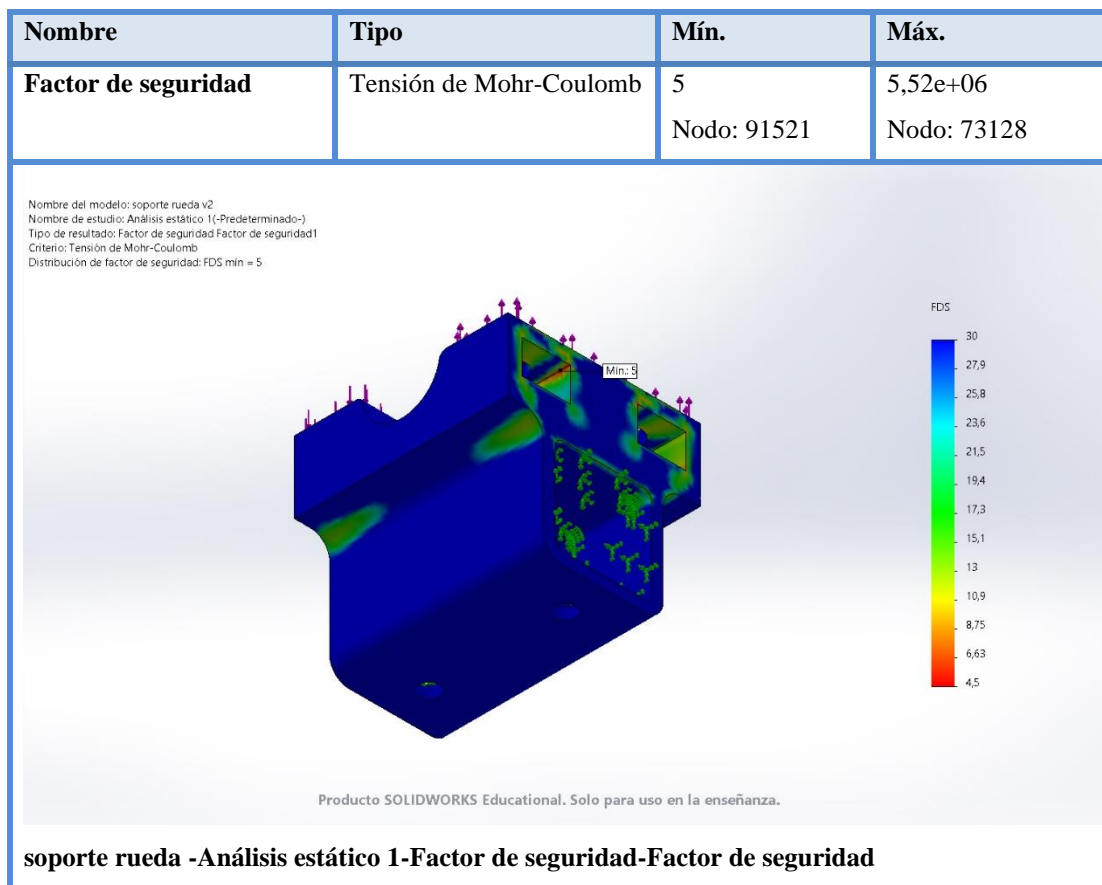 Nombre Tipo Mín. Máx.
Factor de seguridad Tensión de Mohr-Coulomb 5 5,52e+06
Nodo: 91521 Nodo: 73128
Nombre del modelo: soporte rueda v2
Nombre de estudio: Análisis estático 1(-Predeterminado-)
Tipo de resultado: Factor de seguridad Factor de seguridad1
Criterio: Tensión de Mohr-Coulomb
Distribución de factor de seguridad: FDS mín = 5
FDS
30
27,9
25,8
23,6
21,5
19,4
17,3
15,1
13
10,9
8,75
6,63
4,5
Mín.: 5
Producto SOLIDWORKS Educational. Solo para uso en la enseñanza.
soporte rueda -Análisis estático 1-Factor de seguridad-Factor de seguridad